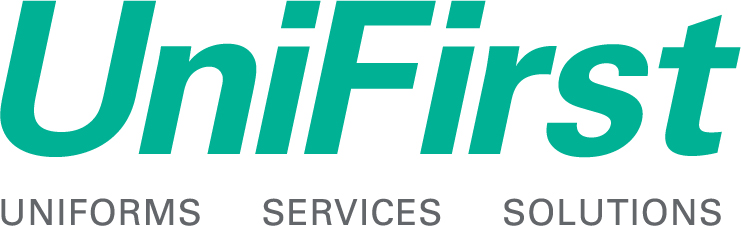 UniFirst
UNIFORMS SERVICES SOLUTIONS